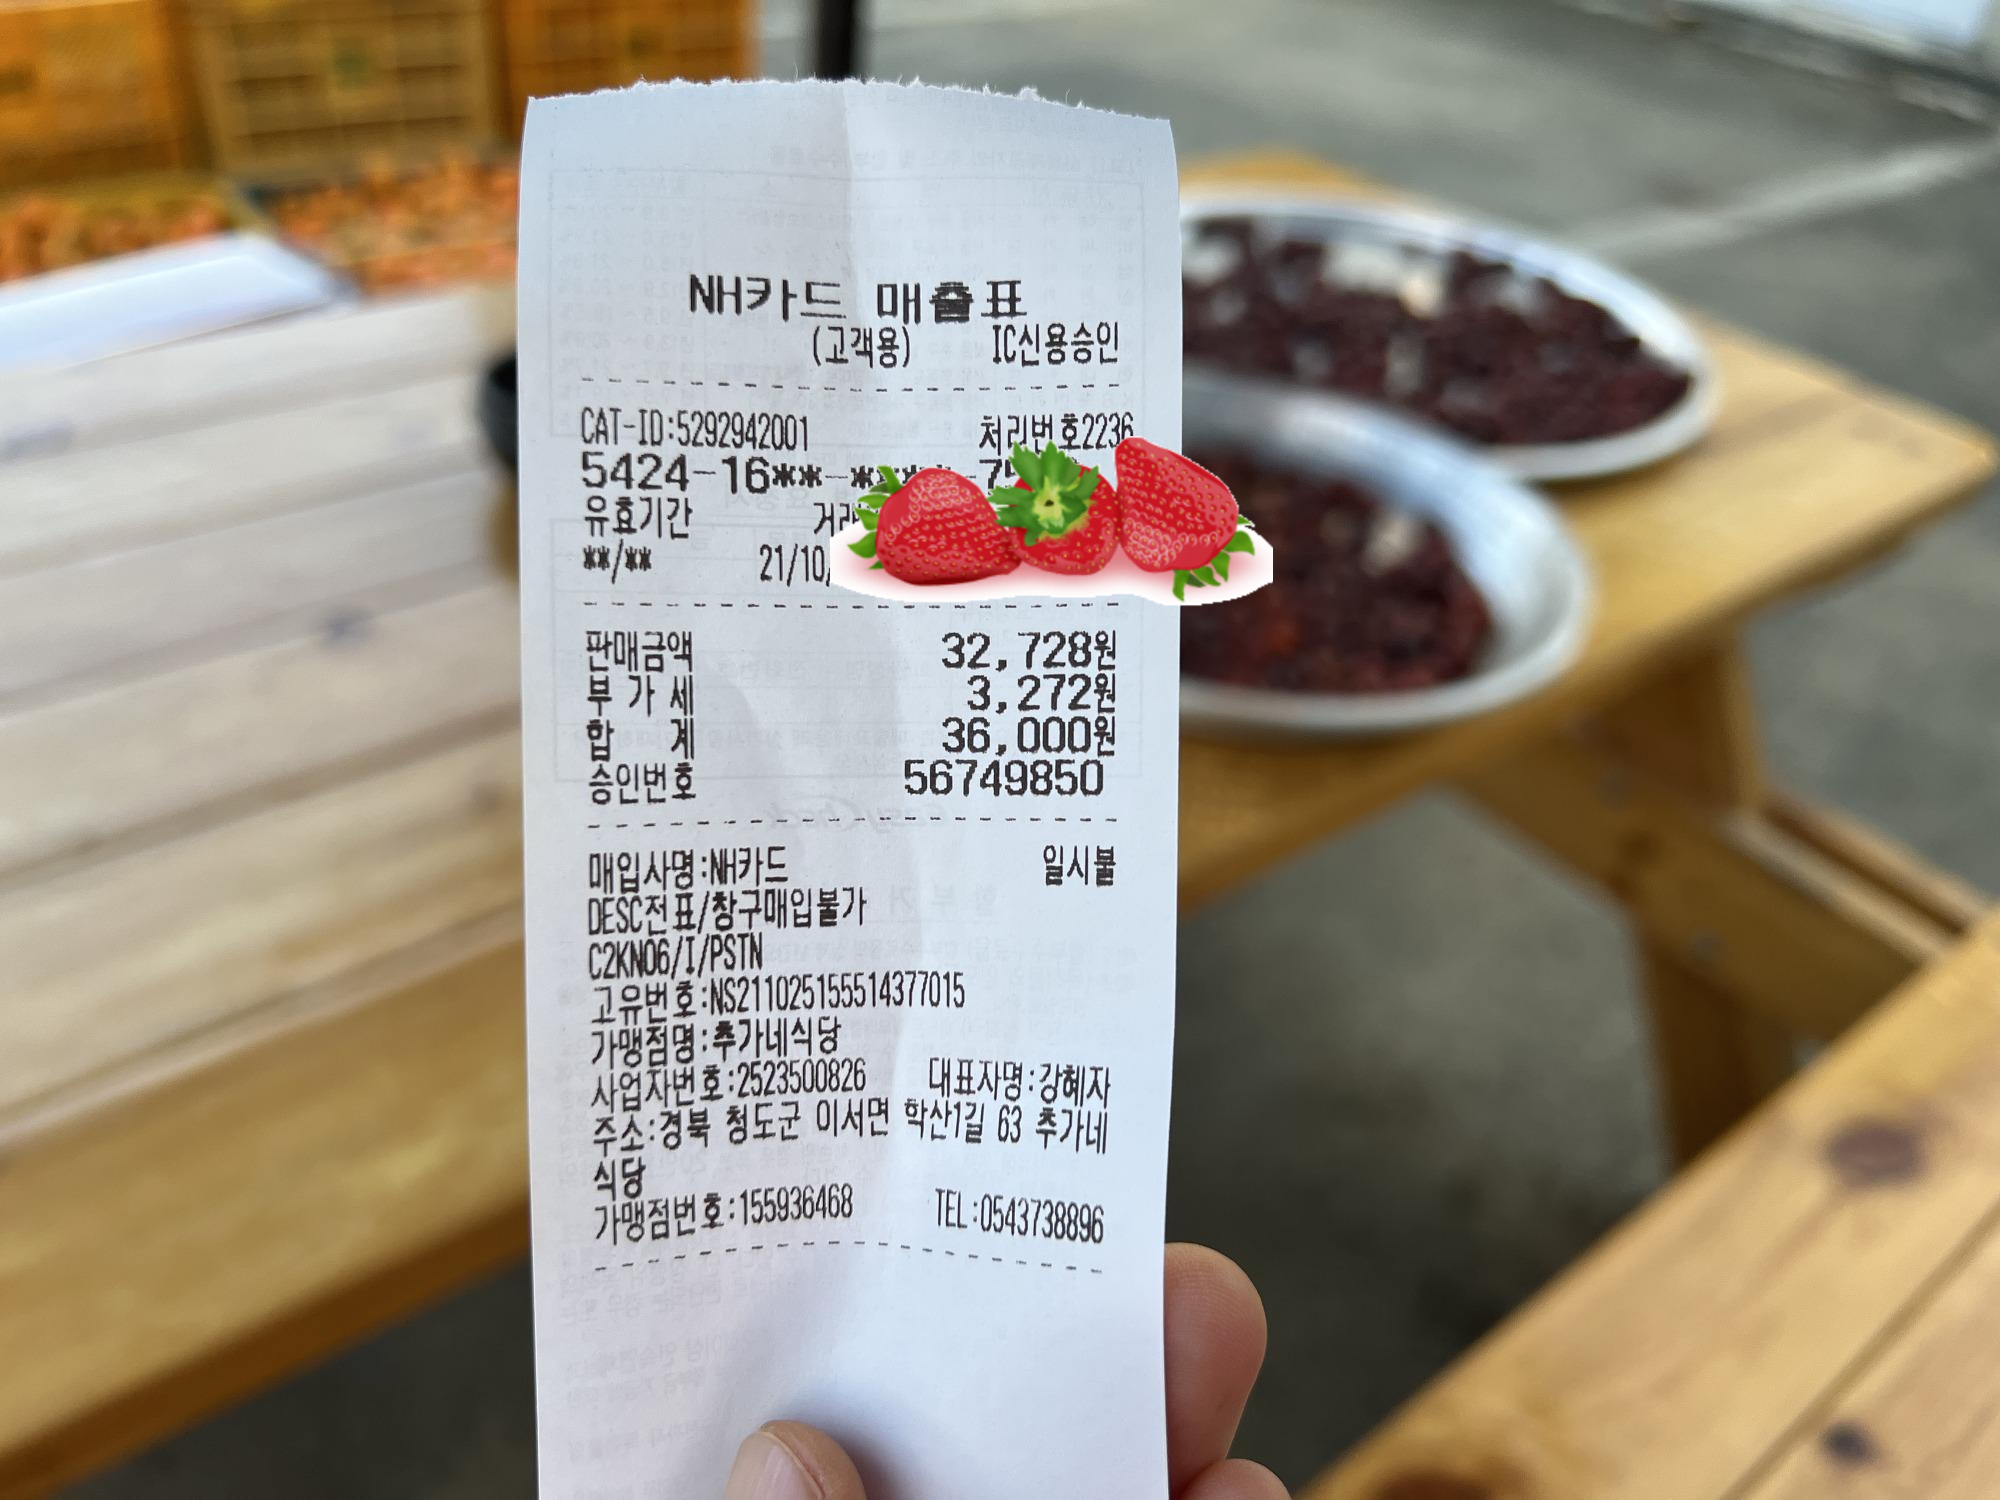 NH카드 매출표
(고객용) IC신용승인
CAT-ID:5292942001 처리번호2236
5424-16**-****-75
유효기간
**/** 21/10/
판매금액 32,728원
부가세 3,272원
합 계 36,000원
승인번호 56749850
매입사명:NH카드 일시불
DESC전표/창구매입불가
C2KN06/I/PSTN
고유번호:NS211025155514377015
가맹점명:추가네식당
사업자번호:2523500826 대표자명:강혜자
주소:경북 청도군 이서면 학산1길 63 추가네
식당
가맹점번호:155936468 TEL:0543738896